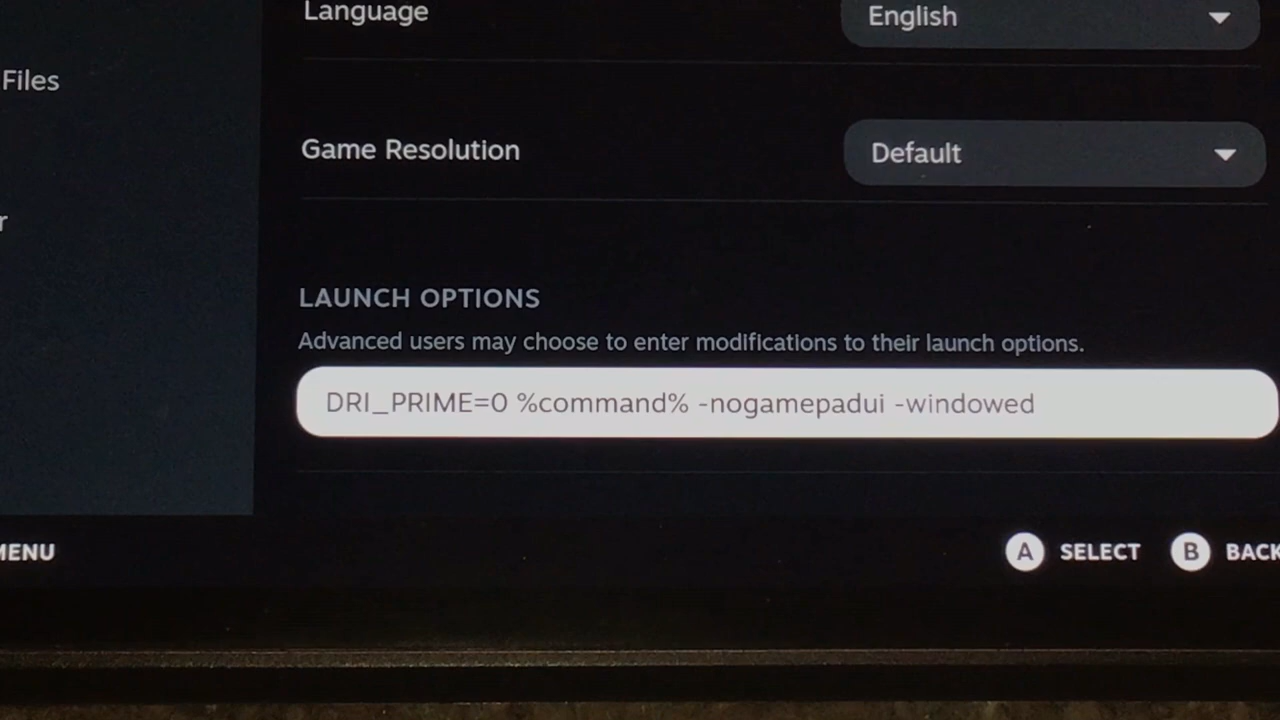 Language
English
Files
Game Resolution
Default
r
LAUNCH OPTIONS
Advanced users may choose to enter modifications to their launch options.
DRI_PRIME=0 %command% -nogamepadui -windowed
MENU
A SELECT B BACK